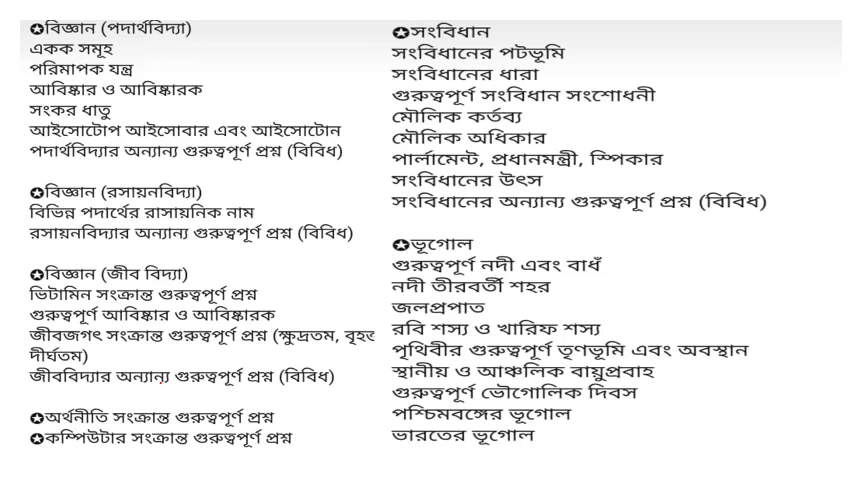 ✪বিজ্ঞান (পদার্থবিদ্যা)
একক সমূহ
পরিমাপক যন্ত্র
আবিষ্কার ও আবিষ্কারক
সংকর ধাতু
আইসোটোপ আইসোবার এবং আইসোটোন
পদার্থবিদ্যার অন্যান্য গুরুত্বপূর্ণ প্রশ্ন (বিবিধ)
✪বিজ্ঞান (রসায়নবিদ্যা)
বিভিন্ন পদার্থের রাসায়নিক নাম
রসায়নবিদ্যার অন্যান্য গুরুত্বপূর্ণ প্রশ্ন (বিবিধ)
✪বিজ্ঞান (জীব বিদ্যা)
ভিটামিন সংক্রান্ত গুরুত্বপূর্ণ প্রশ্ন
গুরুত্বপূর্ণ আবিষ্কার ও আবিষ্কারক
জীবজগৎ সংক্রান্ত গুরুত্বপূর্ণ প্রশ্ন (ক্ষুদ্রতম,
দীর্ঘতম)
জীববিদ্যার অন্যান্য গুরুত্বপূর্ণ প্রশ্ন (বিবিধ)
✪অর্থনীতি সংক্রান্ত গুরুত্বপূর্ণ প্রশ্ন
✪কম্পিউটার সংক্রান্ত গুরুত্বপূর্ণ প্রশ্ন
✪সংবিধান
সংবিধানের পটভূমি
সংবিধানের ধারা
গুরুত্বপূর্ণ সংবিধান সংশোধনী
মৌলিক কর্তব্য
মৌলিক অধিকার
পার্লামেন্ট, প্রধানমন্ত্রী, স্পিকার
সংবিধানের উৎস
সংবিধানের অন্যান্য গুরুত্বপূর্ণ প্রশ্ন (বিবিধ)
✪ভূগোল
গুরুত্বপূর্ণ নদী এবং বাধঁ
নদী তীরবর্তী শহর
জলপ্রপাত
রবি শস্য ও খারিফ শস্য
পৃথিবীর গুরুত্বপূর্ণ তৃণভূমি এবং অবস্থান
স্থানীয় ও আঞ্চলিক বায়ুপ্রবাহ
গুরুত্বপূর্ণ ভৌগোলিক দিবস
পশ্চিমবঙ্গের ভূগোল
ভারতের ভূগোল